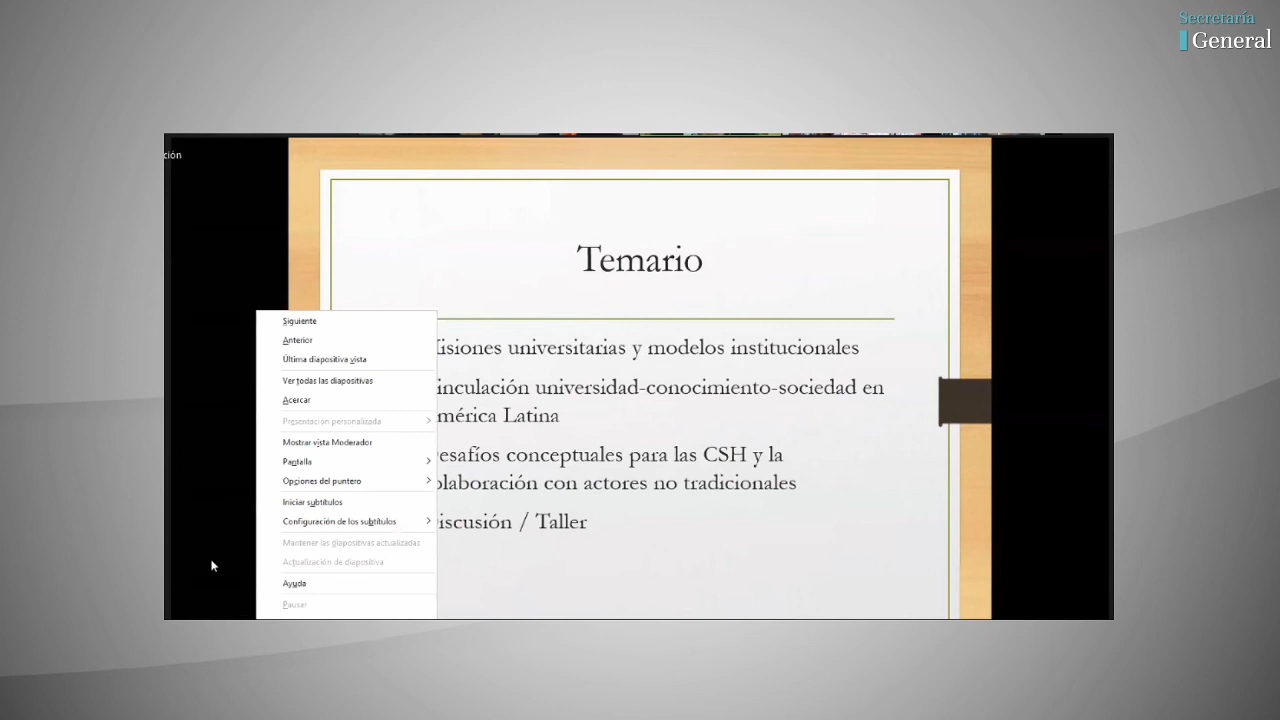 Secretaría
General
ción
Temario
Siguiente
Anterior
Última diapositiva vista
Ver todas las diapositivas
Acercar
Presentación personalizada
Mostrar vista Moderador
Pantalla
Opciones del puntero
Iniciar subtítulos
Configuración de los subtítulos
Mantener las diapositivas actualizadas
Actualización de diapositiva
Ayuda
Pausar
isiones universitarias y modelos institucionales
inculación universidad-conocimiento-sociedad en
mérica Latina
esafíos conceptuales para las CSH y la
olaboración con actores no tradicionales
iscusión / Taller